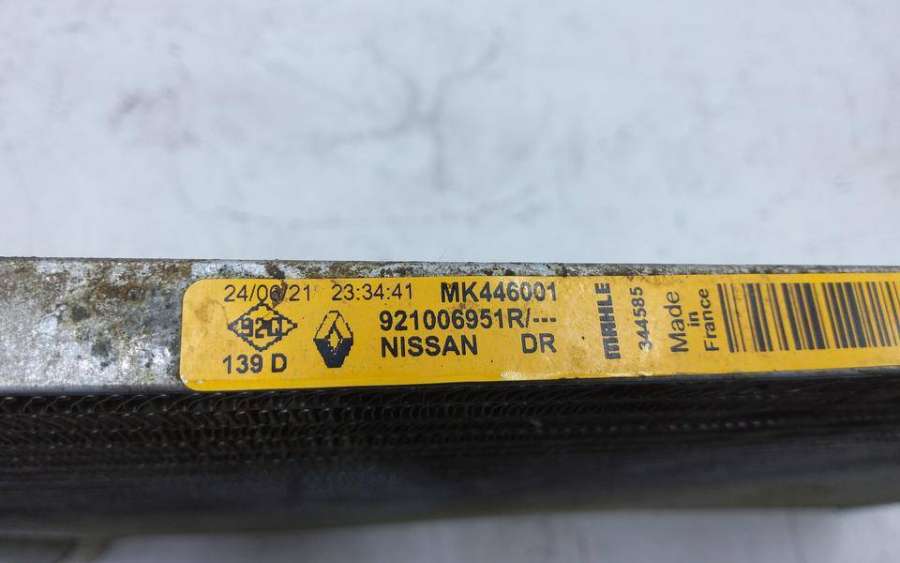 24/06/21 23:34:41 MK446001
921006951R/---
139 D
NISSAN DR
MAHLE
344585
Made
in
France